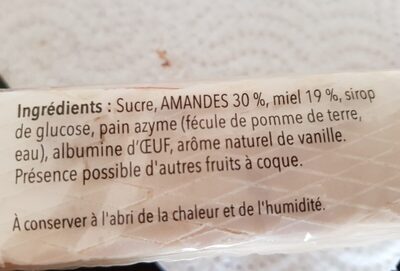 Ingrédients : Sucre, AMANDES 30 %, miel 19 %, sirop
de glucose, pain azyme (fécule de pomme de terre,
eau), albumine d'ŒUF, arôme naturel de vanille.
Présence possible d'autres fruits à coque.
À conserver à l'abri de la chaleur et de l'humidité.